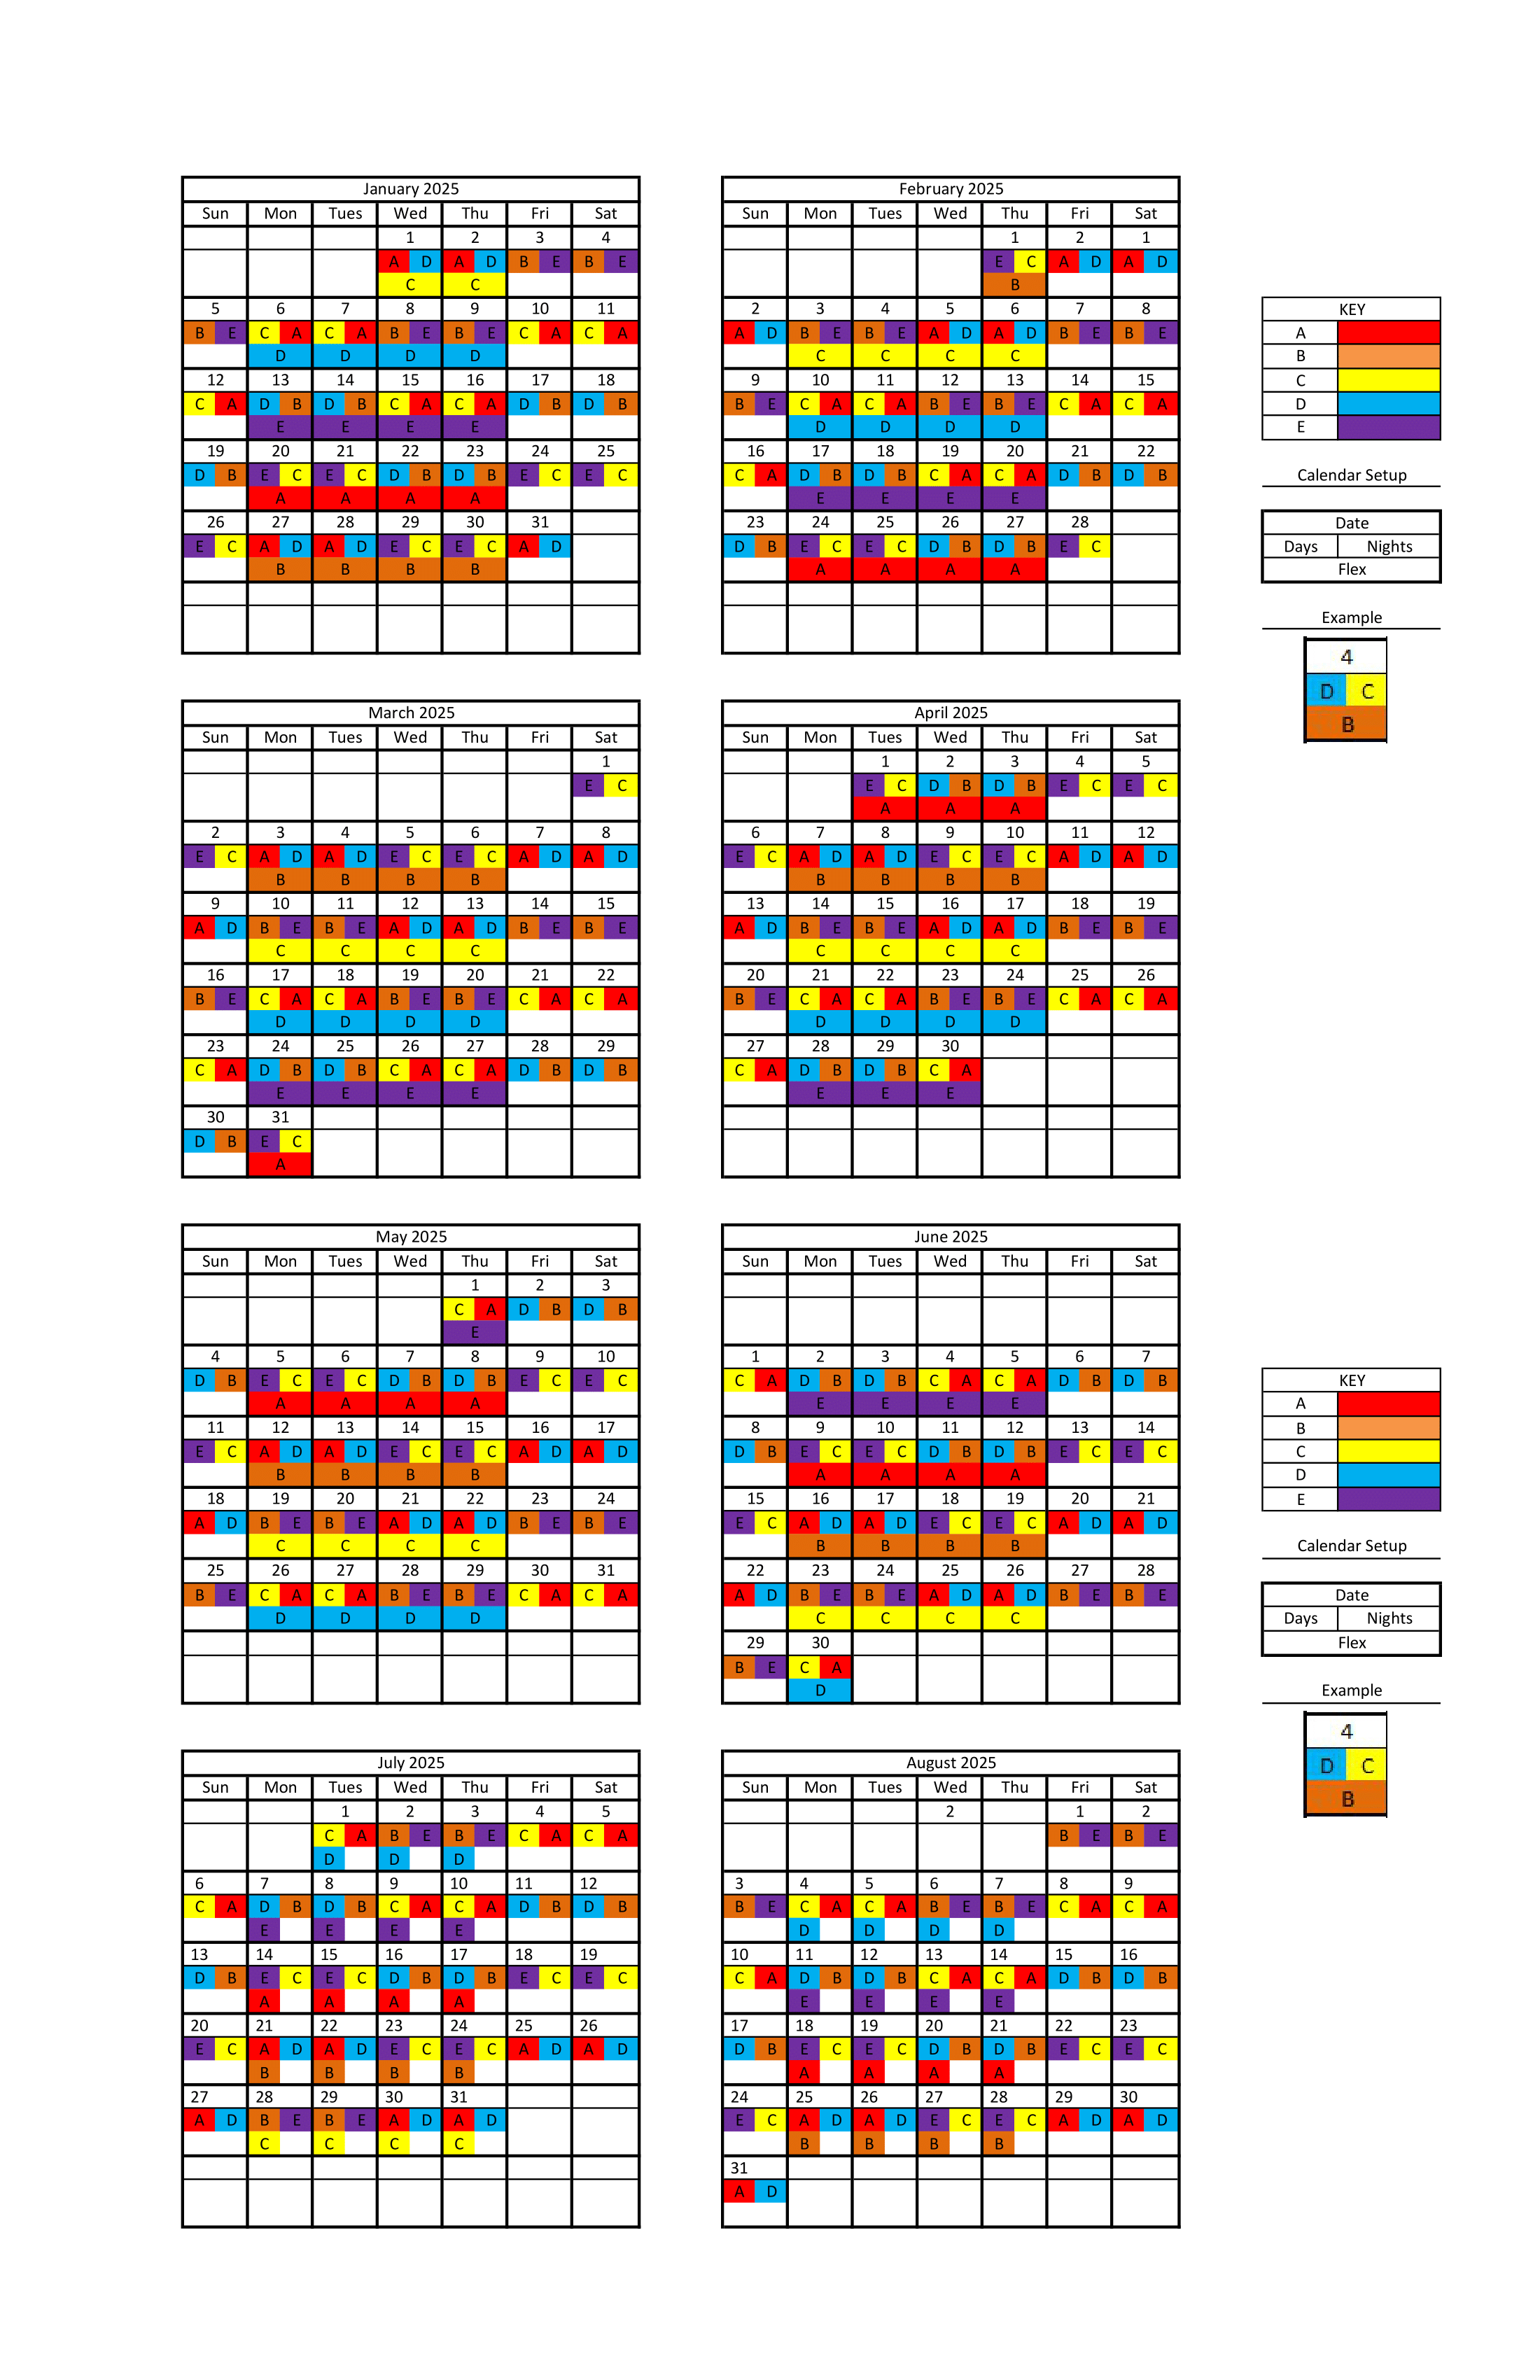 January 2025
Sun Mon Tues Wed Thu Fri Sat
1 2 3 4
A D A D B E B E
C C
5 6 7 8 9 10 11
B E C A C A B E B E C A C A
D D D D
12 13 14 15 16 17 18
C A D B D B C A C A D B D B
E E E E
19 20 21 22 23 24 25
D B E C E C D B D B E C E C
A A A A
26 27 28 29 30 31
E C A D A D E C E C A D
B B B B
February 2025
Sun Mon Tues Wed Thu Fri Sat
1 2 1
E C A D A D
B
2 3 4 5 6 7 8
A D B E B E A D A D B E B E
C C C C
9 10 11 12 13 14 15
B E C A C A B E B E C A C A
D D D D
16 17 18 19 20 21 22
C A D B D B C A C A D B D B
E E E E
23 24 25 26 27 28
D B E C E C D B D B E C
A A A A
KEY
A
B
C
D
E
Calendar Setup
Date
Days Nights
Flex
Example
4
D C
B
March 2025
Sun Mon Tues Wed Thu Fri Sat
1
E C
2 3 4 5 6 7 8
E C A D A D E C E C A D A D
B B B B
9 10 11 12 13 14 15
A D B E B E A D A D B E B E
C C C C
16 17 18 19 20 21 22
B E C A C A B E B E C A C A
D D D D
23 24 25 26 27 28 29
C A D B D B C A C A D B D B
E E E E
30 31
D B E C
A
April 2025
Sun Mon Tues Wed Thu Fri Sat
1 2 3 4 5
E C D B D B E C E C
A A A
6 7 8 9 10 11 12
E C A D A D E C E C A D A D
B B B B
13 14 15 16 17 18 19
A D B E B E A D A D B E B E
C C C C
20 21 22 23 24 25 26
B E C A C A B E B E C A C A
D D D D
27 28 29 30
C A D B D B C A
E E E
May 2025
Sun Mon Tues Wed Thu Fri Sat
1 2 3
C A D B D B
E
4 5 6 7 8 9 10
D B E C E C D B D B E C E C
A A A A
11 12 13 14 15 16 17
E C A D A D E C E C A D A D
B B B B
18 19 20 21 22 23 24
A D B E B E A D A D B E B E
C C C C
25 26 27 28 29 30 31
B E C A C A B E B E C A C A
D D D D
June 2025
Sun Mon Tues Wed Thu Fri Sat
1 2 3 4 5 6 7
C A D B D B C A C A D B D B
E E E E
8 9 10 11 12 13 14
D B E C E C D B D B E C E C
A A A A
15 16 17 18 19 20 21
E C A D A D E C E C A D A D
B B B B
22 23 24 25 26 27 28
A D B E B E A D A D B E B E
C C C C
29 30
B E C A
D
KEY
A
B
C
D
E
Calendar Setup
Date
Days Nights
Flex
Example
4
D C
B
July 2025
Sun Mon Tues Wed Thu Fri Sat
1 2 3 4 5
C A B E B E C A C A
D D D
6 7 8 9 10 11 12
C A D B D B C A C A D B D B
E E E E
13 14 15 16 17 18 19
D B E C E C D B D B E C E C
A A A A
20 21 22 23 24 25 26
E C A D A D E C E C A D A D
B B B B
27 28 29 30 31
A D B E B E A D A D
C C C C
August 2025
Sun Mon Tues Wed Thu Fri Sat
2 1 2
B E B E
3 4 5 6 7 8 9
B E C A C A B E B E C A C A
D D D D
10 11 12 13 14 15 16
C A D B D B C A C A D B D B
E E E E
17 18 19 20 21 22 23
D B E C E C D B D B E C E C
A A A A
24 25 26 27 28 29 30
E C A D A D E C E C A D A D
B B B B
31
A D